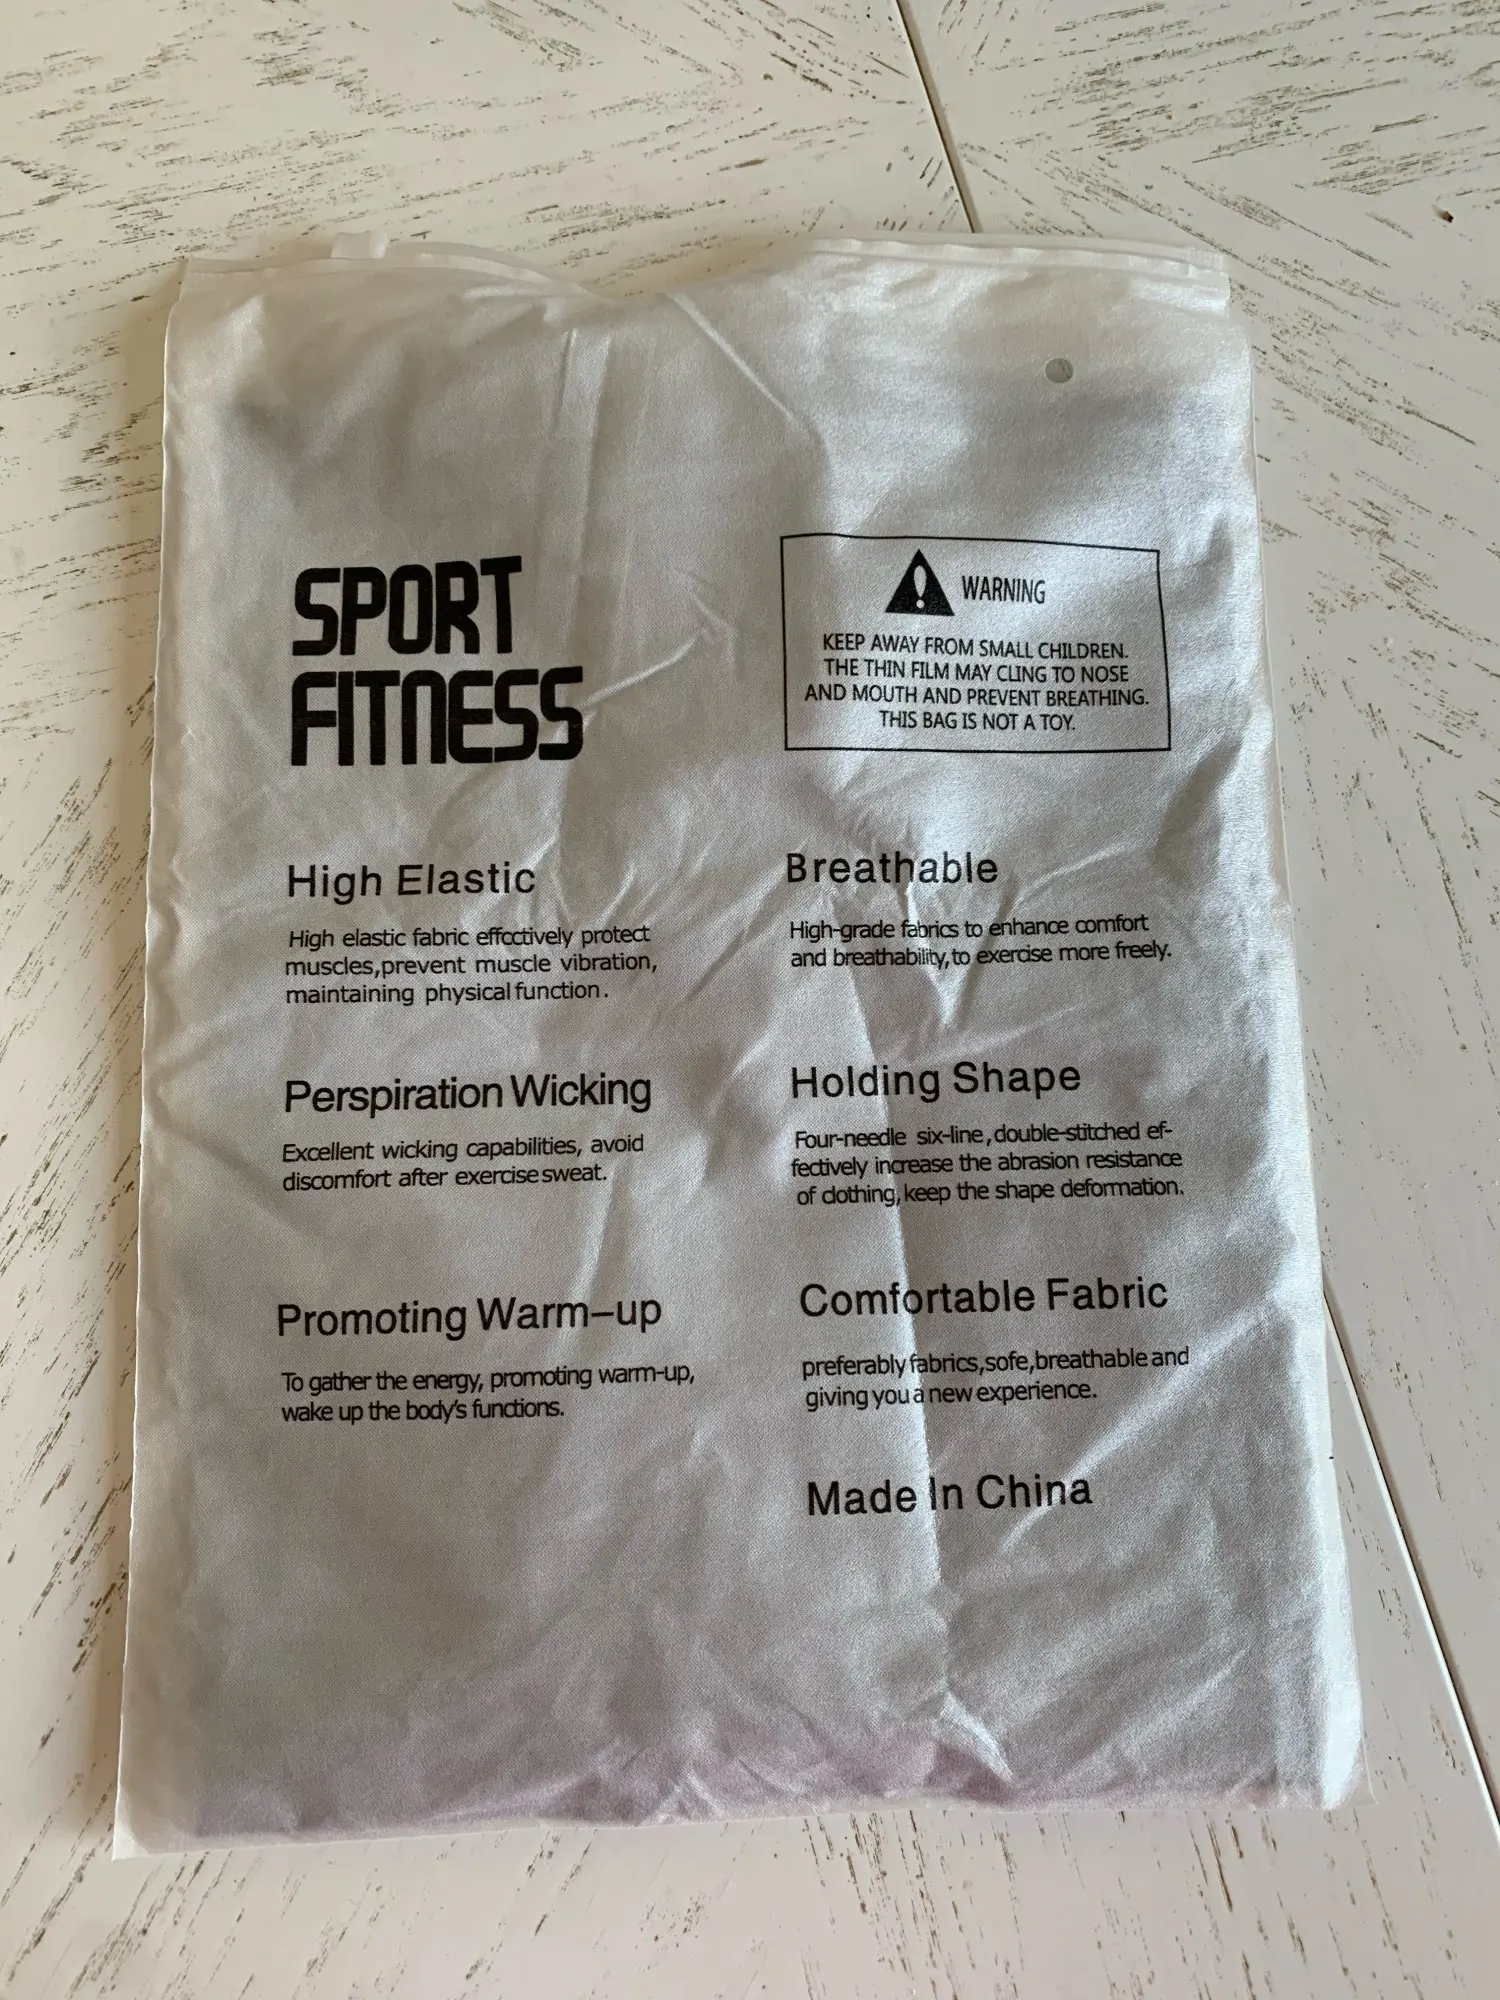 SPORT
FITNESS
WARNING
KEEP AWAY FROM SMALL CHILDREN.
THE THIN FILM MAY CLING TO NOSE
AND MOUTH AND PREVENT BREATHING.
THIS BAG IS NOT A TOY.
High Elastic
High elastic fabric effcctively protect
muscles,prevent muscle vibration,
maintaining physical function.
Perspiration Wicking
Excellent wicking capabilities, avoid
discomfort after exercise sweat.
Promoting Warm-up
To gather the energy, promoting warm-up,
wake up the body's functions.
Breathable
High-grade fabrics to enhance comfort
and breathability, to exercise more freely.
Holding Shape
Four-needle six-line, double-stitched ef-
fectively increase the abrasion resistance
of clothing, keep the shape deformation.
Comfortable Fabric
preferably fabrics,sofe,breathable and
giving you a new experience.
Made In China